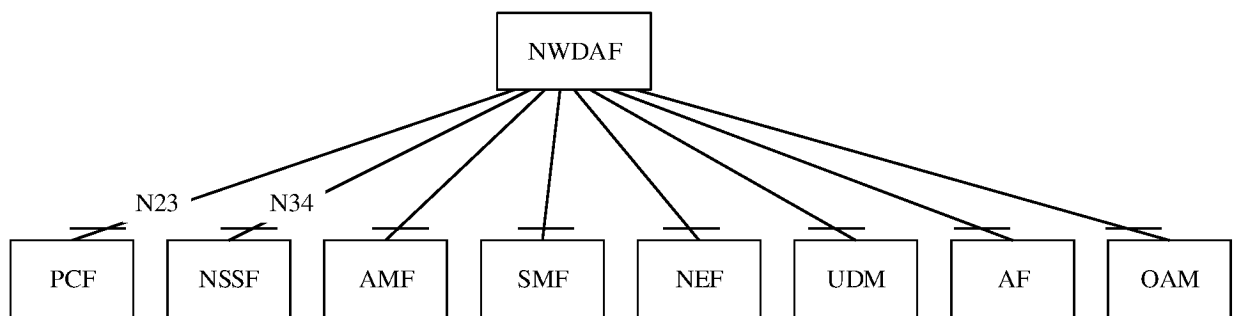 NWDAF
N23 N34
PCF NSSF AMF SMF NEF UDM AF OAM